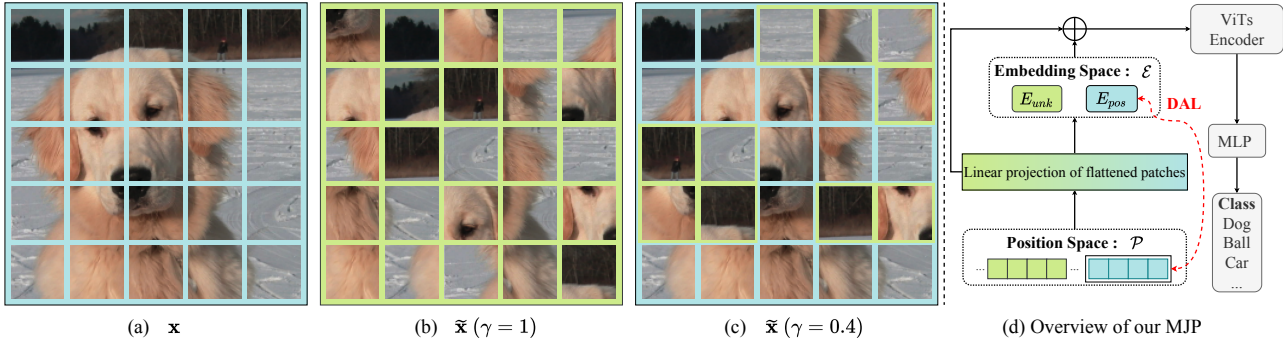 ViTs
Encoder
Embedding Space : ℰ
E_unk
E_pos
DAL
MLP
Linear projection of flattened patches
Class
Dog
Ball
Car
...
Position Space : 𝒫
...
...
(a) x
(b) x̃ (γ = 1)
(c) x̃ (γ = 0.4)
(d) Overview of our MJP